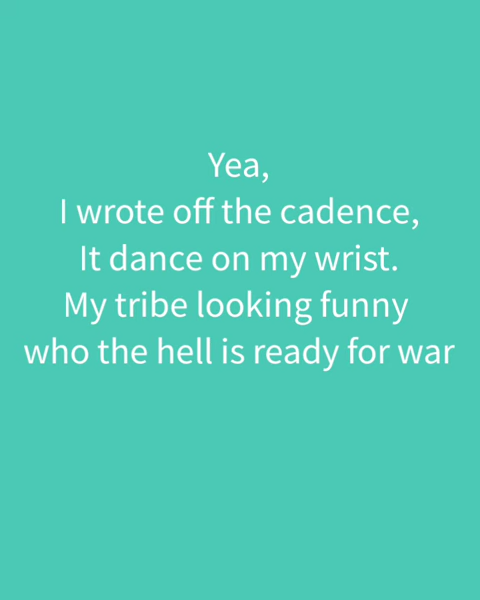 Yea,
I wrote off the cadence,
It dance on my wrist.
My tribe looking funny
who the hell is ready for war